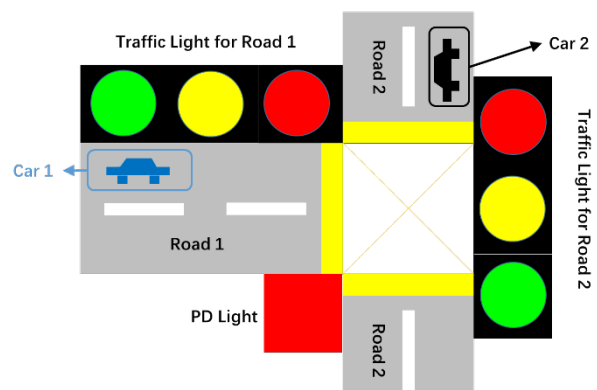 Traffic Light for Road 1
Road 2
Car 2
Car 1
Road 1
Traffic Light for Road 2
PD Light
Road 2